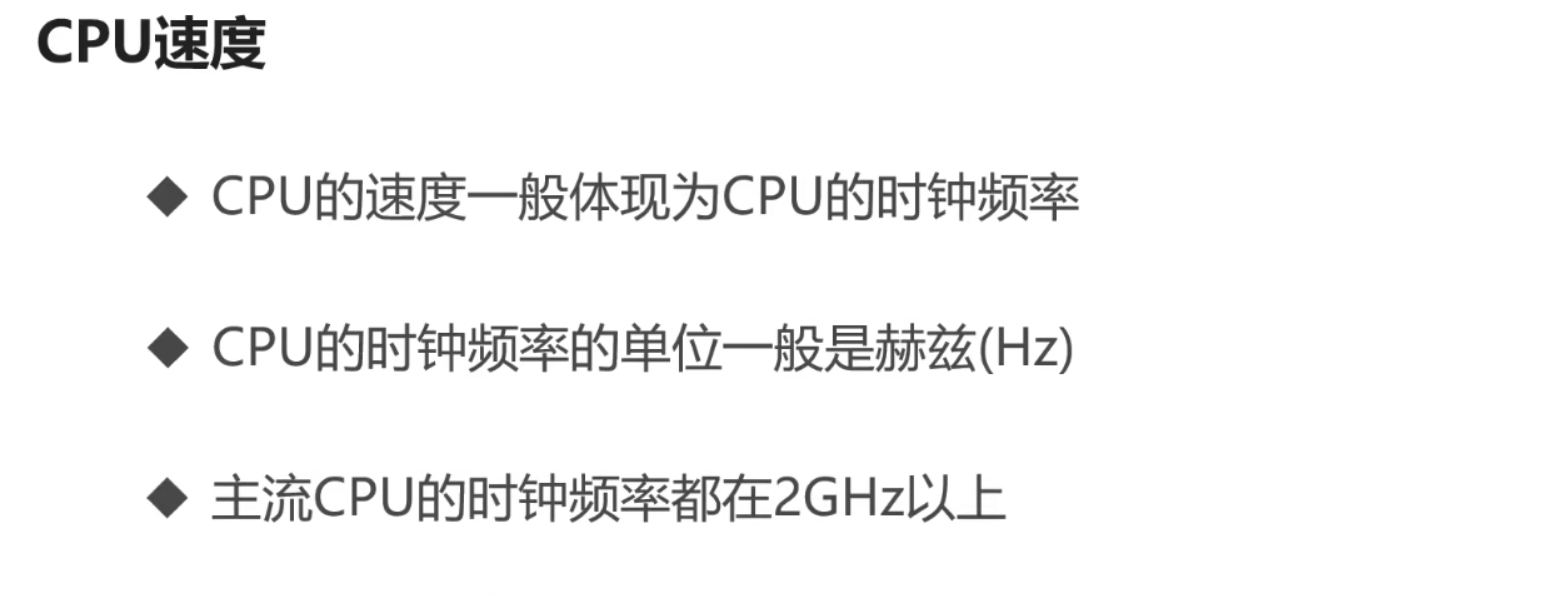 CPU速度
◆ CPU的速度一般体现为CPU的时钟频率
◆ CPU的时钟频率的单位一般是赫兹(Hz)
◆ 主流CPU的时钟频率都在2GHz以上